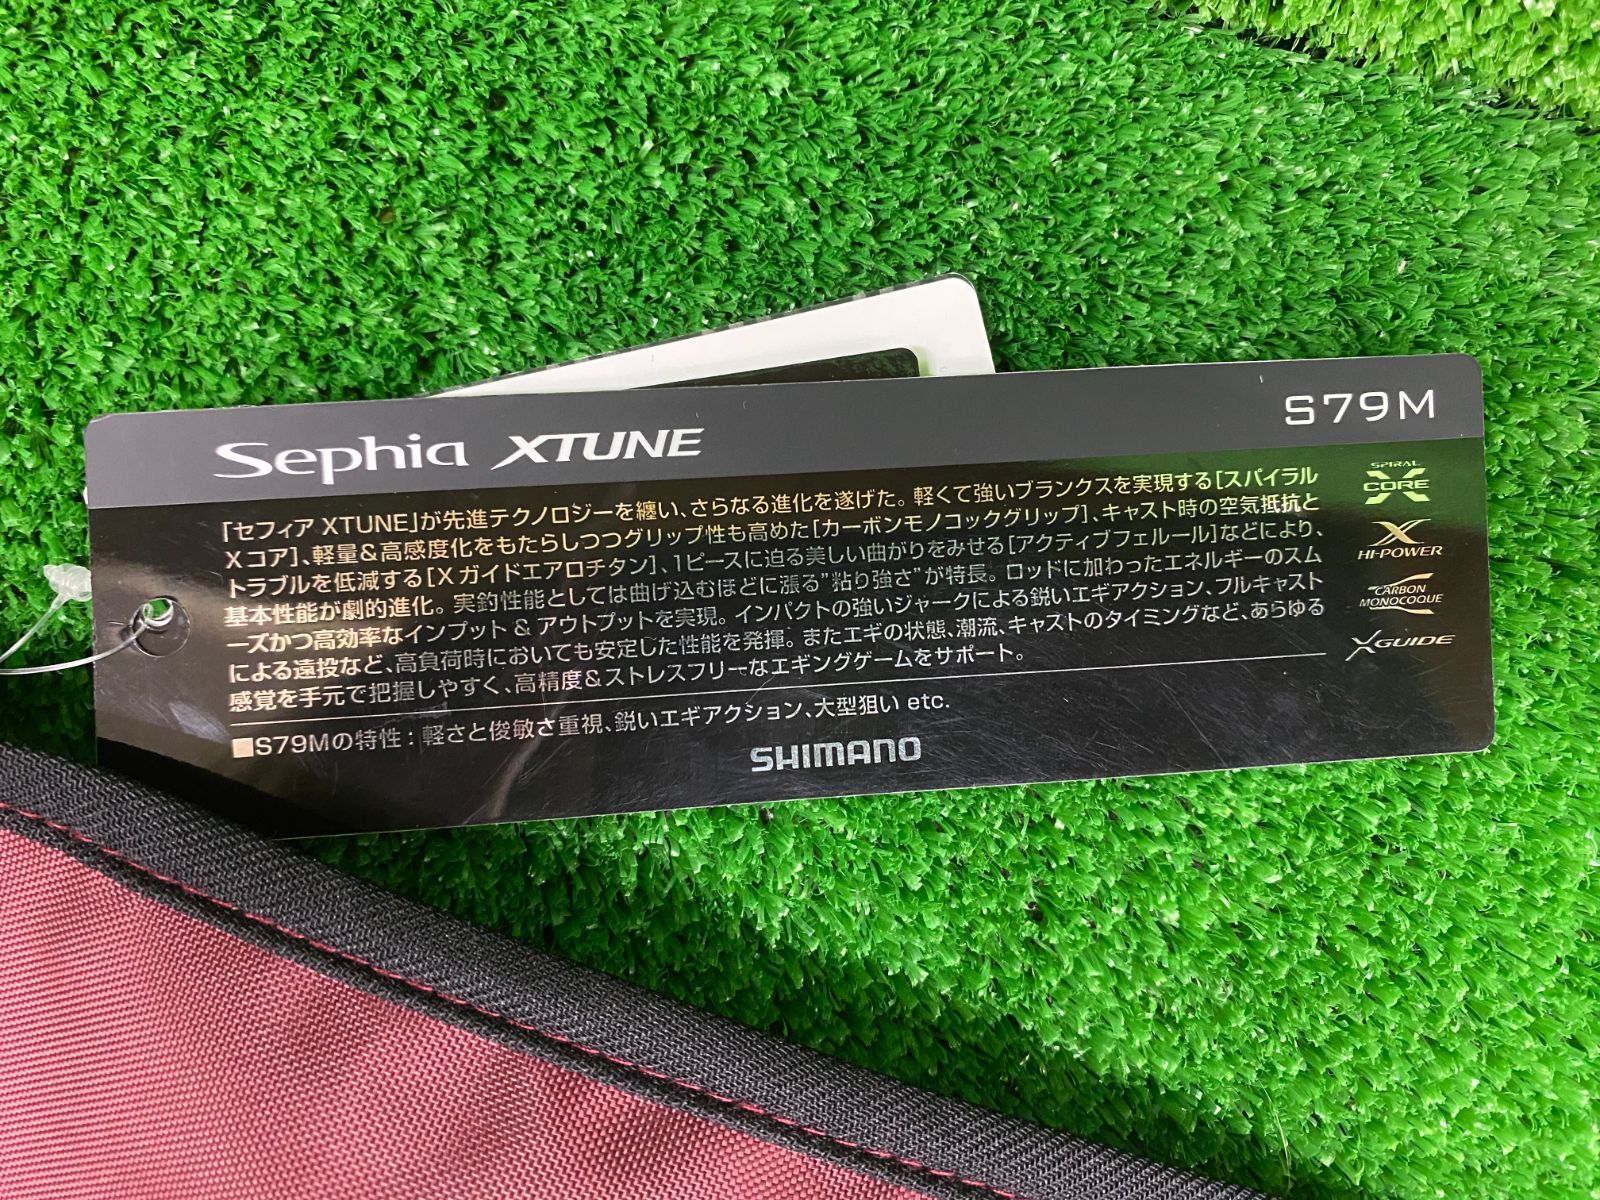 Sephia XTUNE
S79M
「セフィア XTUNE」が先進テクノロジーを纏い、さらなる進化を遂げた。軽くて強いブランクスを実現する[スパイラル
Xコア]、軽量＆高感度化をもたらしつつグリップ性も高めた[カーボンモノコックグリップ]、キャスト時の空気抵抗と
トラブルを低減する[Xガイドエアロチタン]、1ピースに迫る美しい曲がりをみせる[アクティブフェルール]などにより、
基本性能が劇的進化。実釣性能としては曲げ込むほどに漲る"粘り強さ"が特長。ロッドに加わったエネルギーのスム
ーズかつ高効率なインプット＆アウトプットを実現。インパクトの強いジャークによる鋭いエギアクション、フルキャスト
による遠投など、高負荷時においても安定した性能を発揮。またエギの状態、潮流、キャストのタイミングなど、あらゆる
感覚を手元で把握しやすく、高精度＆ストレスフリーなエギングゲームをサポート。
■S79Mの特性：軽さと俊敏さ重視、鋭いエギアクション、大型狙い etc.
SHIMANO
SPIRAL
X
CORE
X
HI-POWER
CARBON
MONOCOQUE
XGUIDE